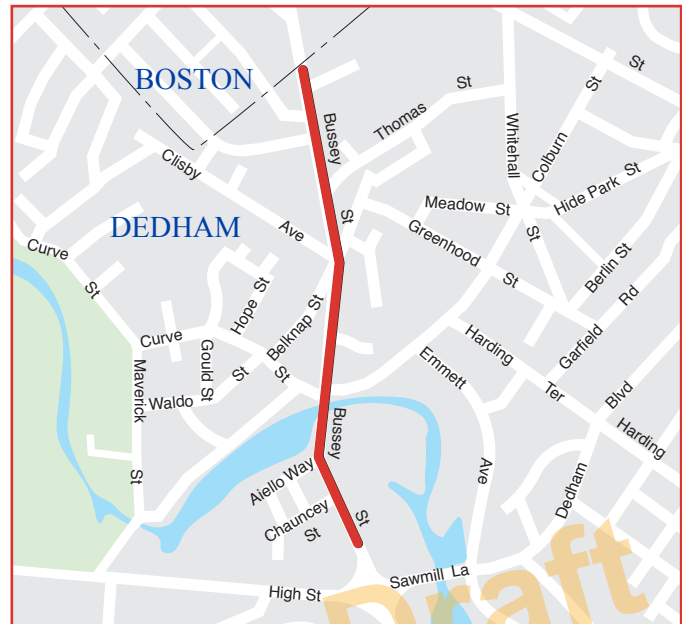 BOSTON
DEDHAM
Bussey
St
Thomas
St
St
Whitehall
St
Colburn
St
Hide Park St
Meadow St
Greenhood
St
Berlin St
Garfield
Rd
Clisby
Ave
Curve
St
Curve
St
Hope St
Belknap St
Gould St
Waldo
St
Maverick
St
Harding
Ter
Harding
Emmett
Ave
Blvd
Dedham
Bussey
St
Aiello Way
Chauncey
St
High St
Sawmill La
Draft